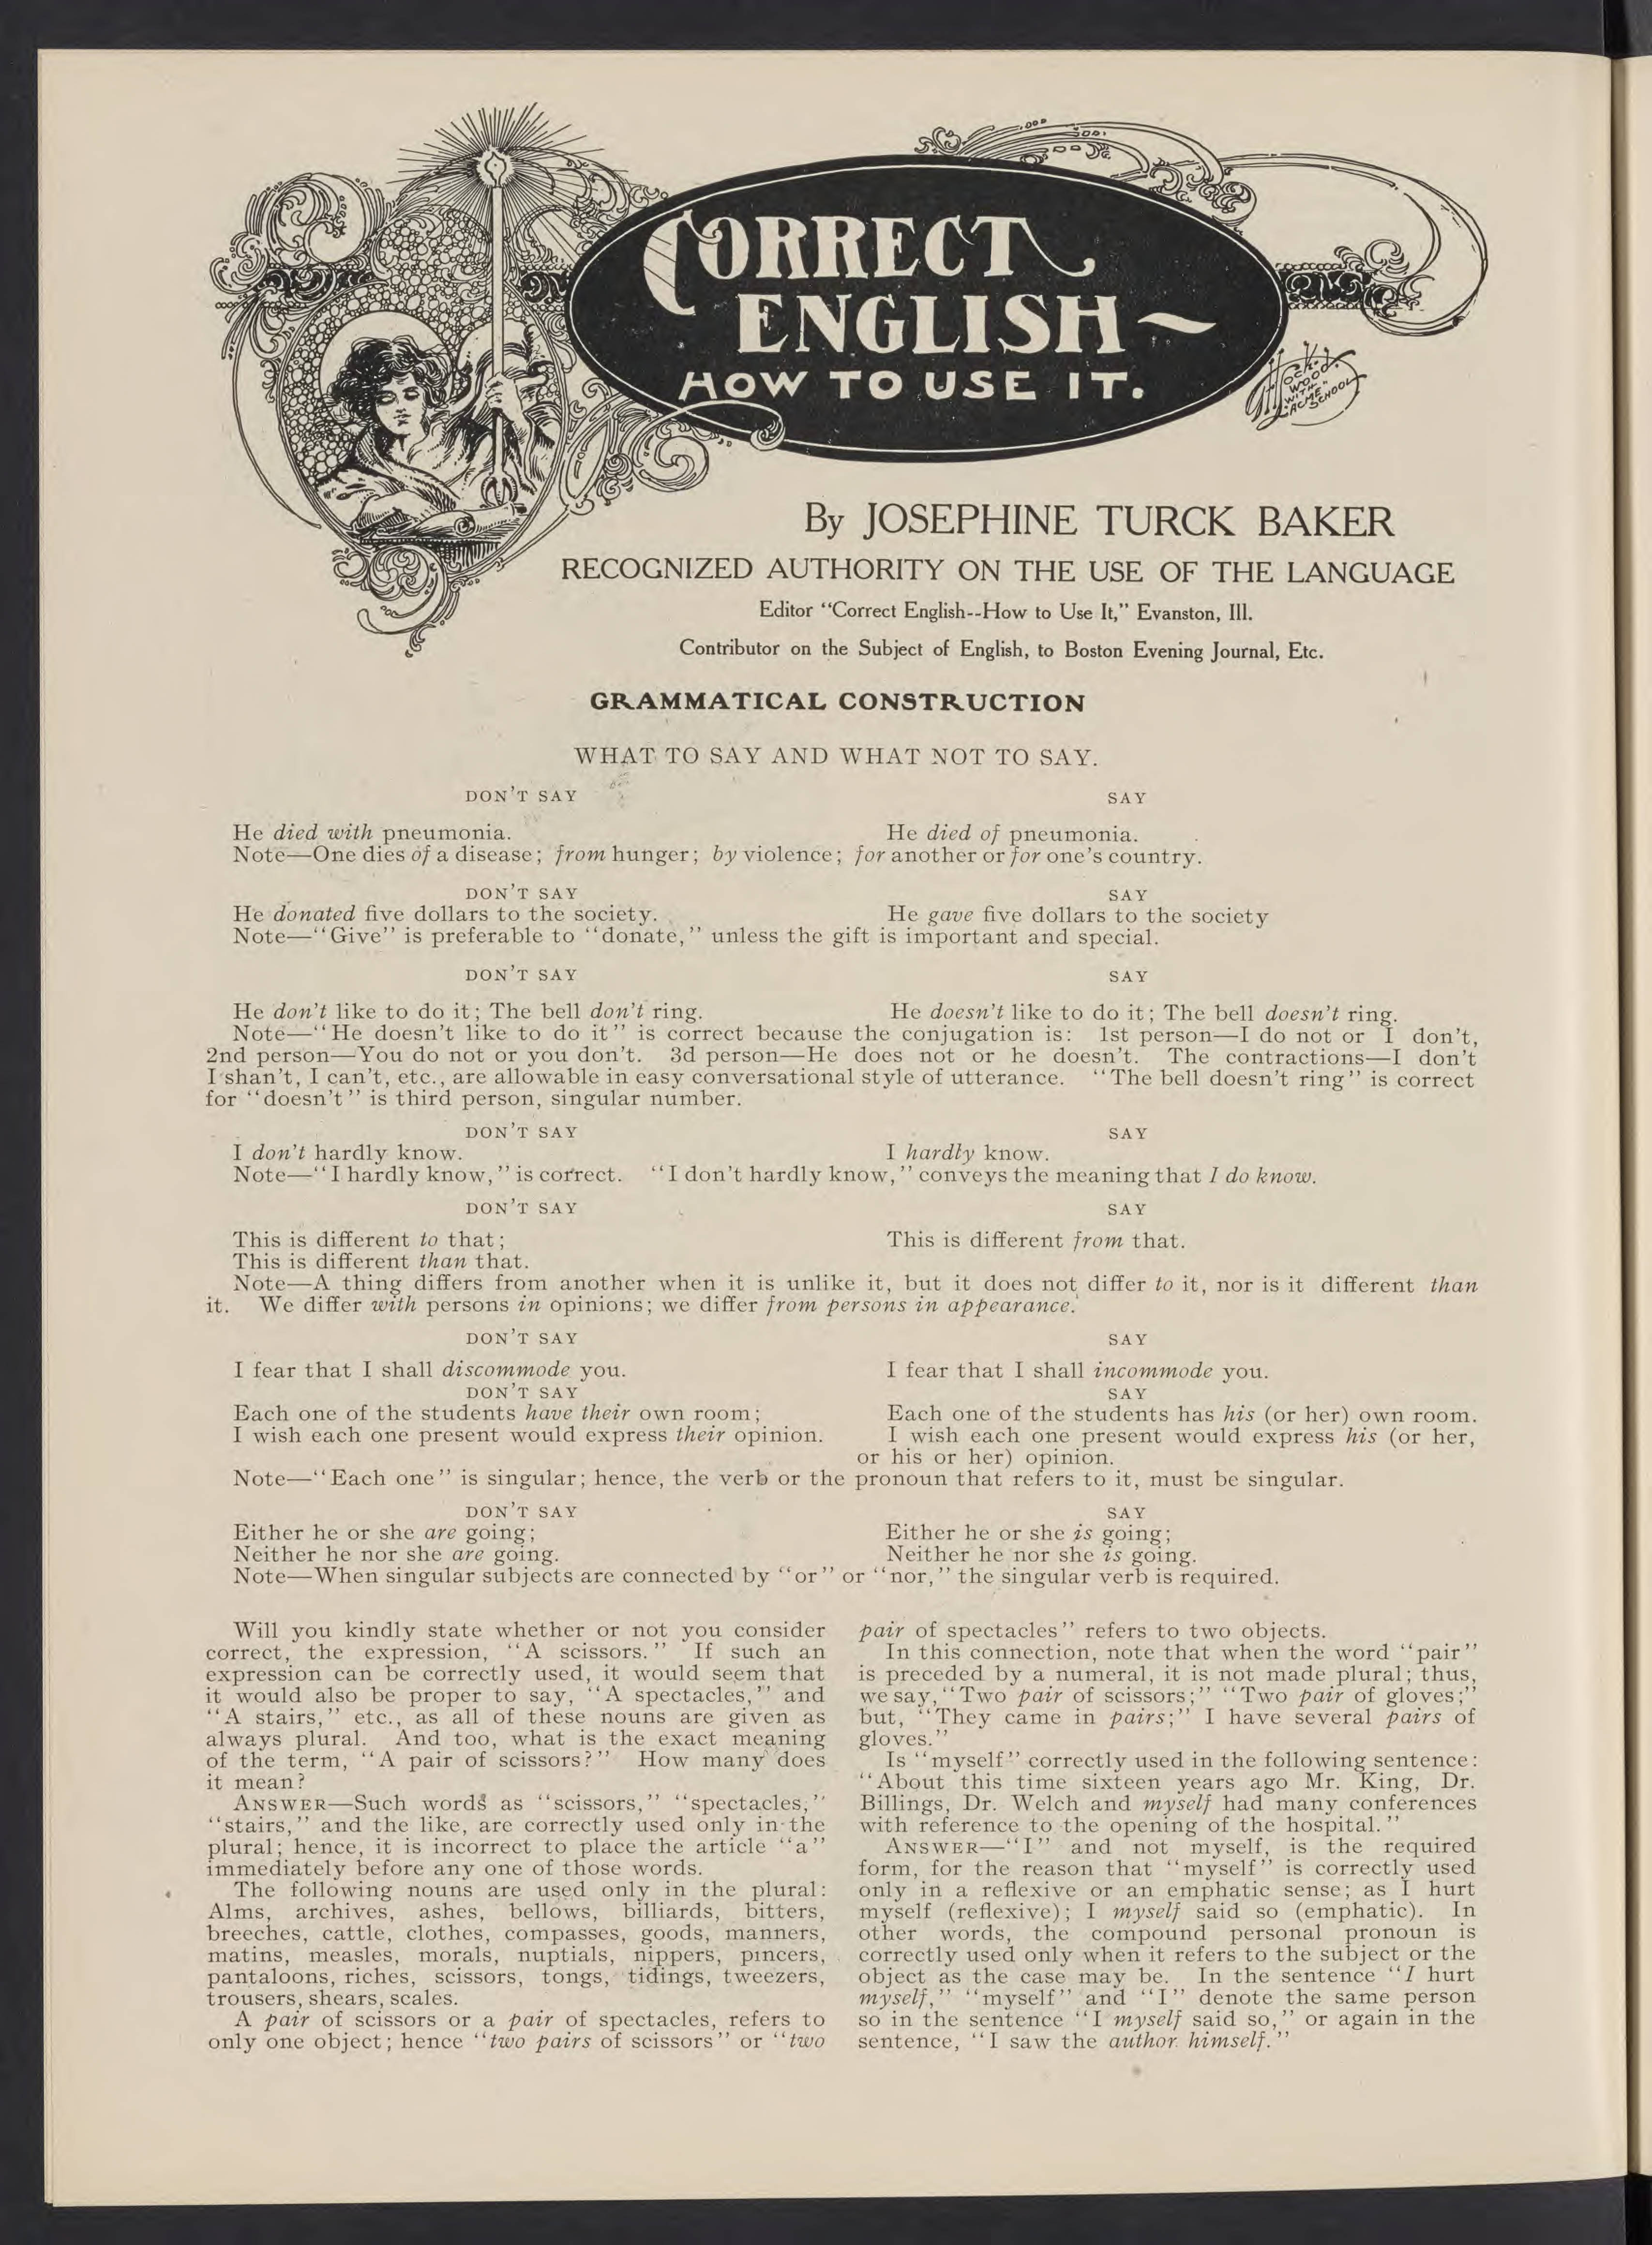 CORRECT
ENGLISH~
HOW TO USE IT.
HOCK.
WOOD.
WITH
"ACME"
SCHOOL
By JOSEPHINE TURCK BAKER
RECOGNIZED AUTHORITY ON THE USE OF THE LANGUAGE
Editor "Correct English--How to Use It," Evanston, Ill.
Contributor on the Subject of English, to Boston Evening Journal, Etc.
GRAMMATICAL CONSTRUCTION
WHAT TO SAY AND WHAT NOT TO SAY.
DON'T SAY SAY
He died with pneumonia. He died of pneumonia.
Note—One dies of a disease; from hunger; by violence; for another or for one's country.
DON'T SAY SAY
He donated five dollars to the society. He gave five dollars to the society
Note—"Give" is preferable to "donate," unless the gift is important and special.
DON'T SAY SAY
He don't like to do it; The bell don't ring. He doesn't like to do it; The bell doesn't ring.
Note—"He doesn't like to do it" is correct because the conjugation is: 1st person—I do not or I don't,
2nd person—You do not or you don't. 3d person—He does not or he doesn't. The contractions—I don't
I shan't, I can't, etc., are allowable in easy conversational style of utterance. "The bell doesn't ring" is correct
for "doesn't" is third person, singular number.
DON'T SAY SAY
I don't hardly know. I hardly know.
Note—"I hardly know," is correct. "I don't hardly know," conveys the meaning that I do know.
DON'T SAY SAY
This is different to that; This is different from that.
This is different than that.
Note—A thing differs from another when it is unlike it, but it does not differ to it, nor is it different than
it. We differ with persons in opinions; we differ from persons in appearance.
DON'T SAY SAY
I fear that I shall discommode you. I fear that I shall incommode you.
DON'T SAY SAY
Each one of the students have their own room; Each one of the students has his (or her) own room.
I wish each one present would express their opinion. I wish each one present would express his (or her,
or his or her) opinion.
Note—"Each one" is singular; hence, the verb or the pronoun that refers to it, must be singular.
DON'T SAY SAY
Either he or she are going; Either he or she is going;
Neither he nor she are going. Neither he nor she is going.
Note—When singular subjects are connected by "or" or "nor," the singular verb is required.
Will you kindly state whether or not you consider
correct, the expression, "A scissors." If such an
expression can be correctly used, it would seem that
it would also be proper to say, "A spectacles," and
"A stairs," etc., as all of these nouns are given as
always plural. And too, what is the exact meaning
of the term, "A pair of scissors?" How many does
it mean?
ANSWER—Such words as "scissors," "spectacles,"
"stairs," and the like, are correctly used only in the
plural; hence, it is incorrect to place the article "a"
immediately before any one of those words.
The following nouns are used only in the plural:
Alms, archives, ashes, bellows, billiards, bitters,
breeches, cattle, clothes, compasses, goods, manners,
matins, measles, morals, nuptials, nippers, pincers,
pantaloons, riches, scissors, tongs, tidings, tweezers,
trousers, shears, scales.
A pair of scissors or a pair of spectacles, refers to
only one object; hence "two pairs of scissors" or "two
pair of spectacles" refers to two objects.
In this connection, note that when the word "pair"
is preceded by a numeral, it is not made plural; thus,
we say, "Two pair of scissors;" "Two pair of gloves;"
but, "They came in pairs;" I have several pairs of
gloves."
Is "myself" correctly used in the following sentence:
"About this time sixteen years ago Mr. King, Dr.
Billings, Dr. Welch and myself had many conferences
with reference to the opening of the hospital."
ANSWER—"I" and not myself, is the required
form, for the reason that "myself" is correctly used
only in a reflexive or an emphatic sense; as I hurt
myself (reflexive); I myself said so (emphatic). In
other words, the compound personal pronoun is
correctly used only when it refers to the subject or the
object as the case may be. In the sentence "I hurt
myself," "myself" and "I" denote the same person
so in the sentence "I myself said so," or again in the
sentence, "I saw the author himself."